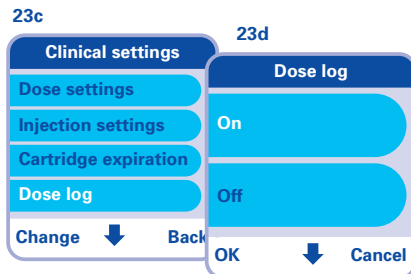 23c
Clinical settings
Dose settings
Injection settings
Cartridge expiration
Dose log
Change Back
23d
Dose log
On
Off
OK Cancel